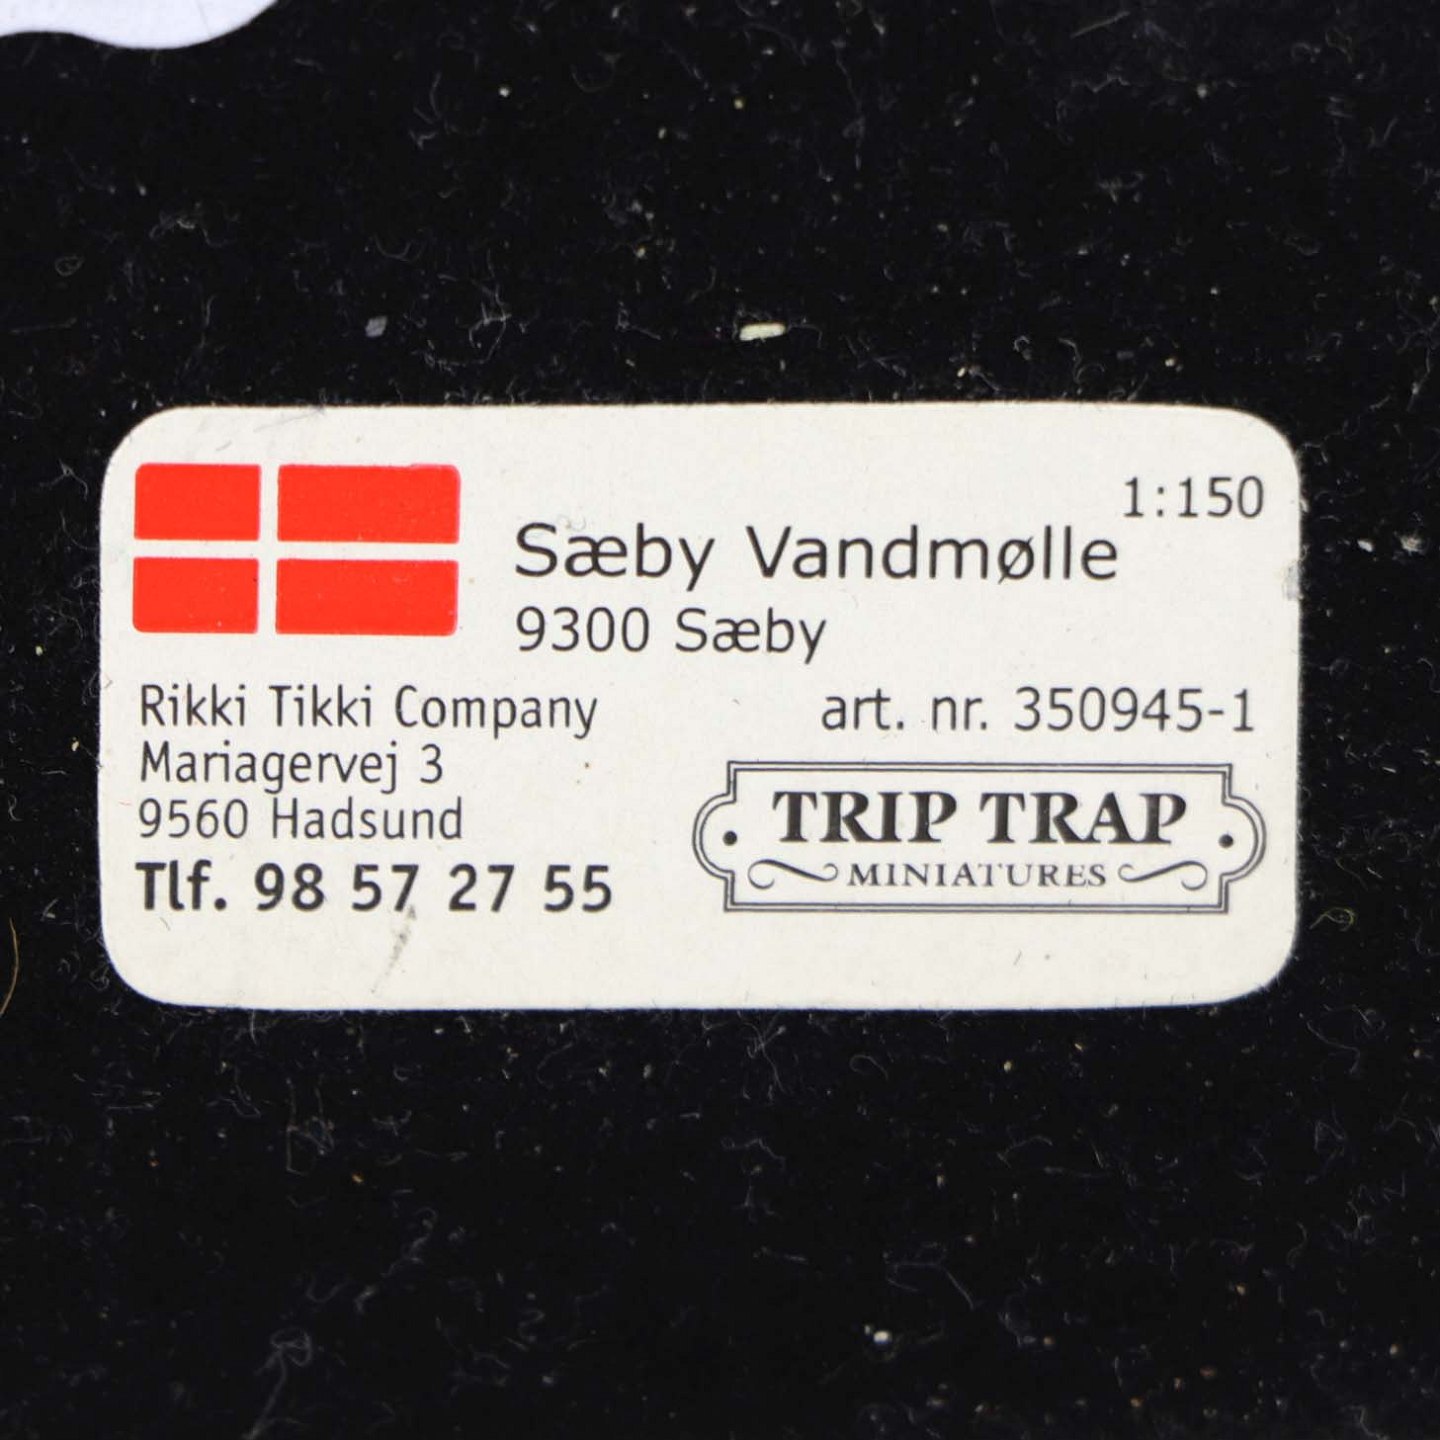 1:150
Sæby Vandmølle
9300 Sæby
Rikki Tikki Company
Mariagervej 3
9560 Hadsund
Tlf. 98 57 27 55
art. nr. 350945-1
TRIP TRAP
MINIATURES